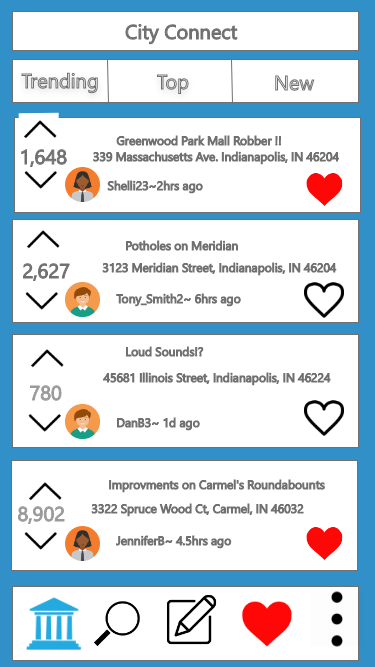 City Connect
Trending Top New
Greenwood Park Mall Robber !!
1,648
339 Massachusetts Ave. Indianapolis, IN 46204
Shelli23~2hrs ago
Potholes on Meridian
2,627
3123 Meridian Street, Indianapolis, IN 46204
Tony_Smith2~ 6hrs ago
Loud Sounds!?
45681 Illinois Street, Indianapolis, IN 46224
780
DanB3~ 1d ago
Improvments on Carmel's Roundabounts
8,902
3322 Spruce Wood Ct, Carmel, IN 46032
JenniferB~ 4.5hrs ago